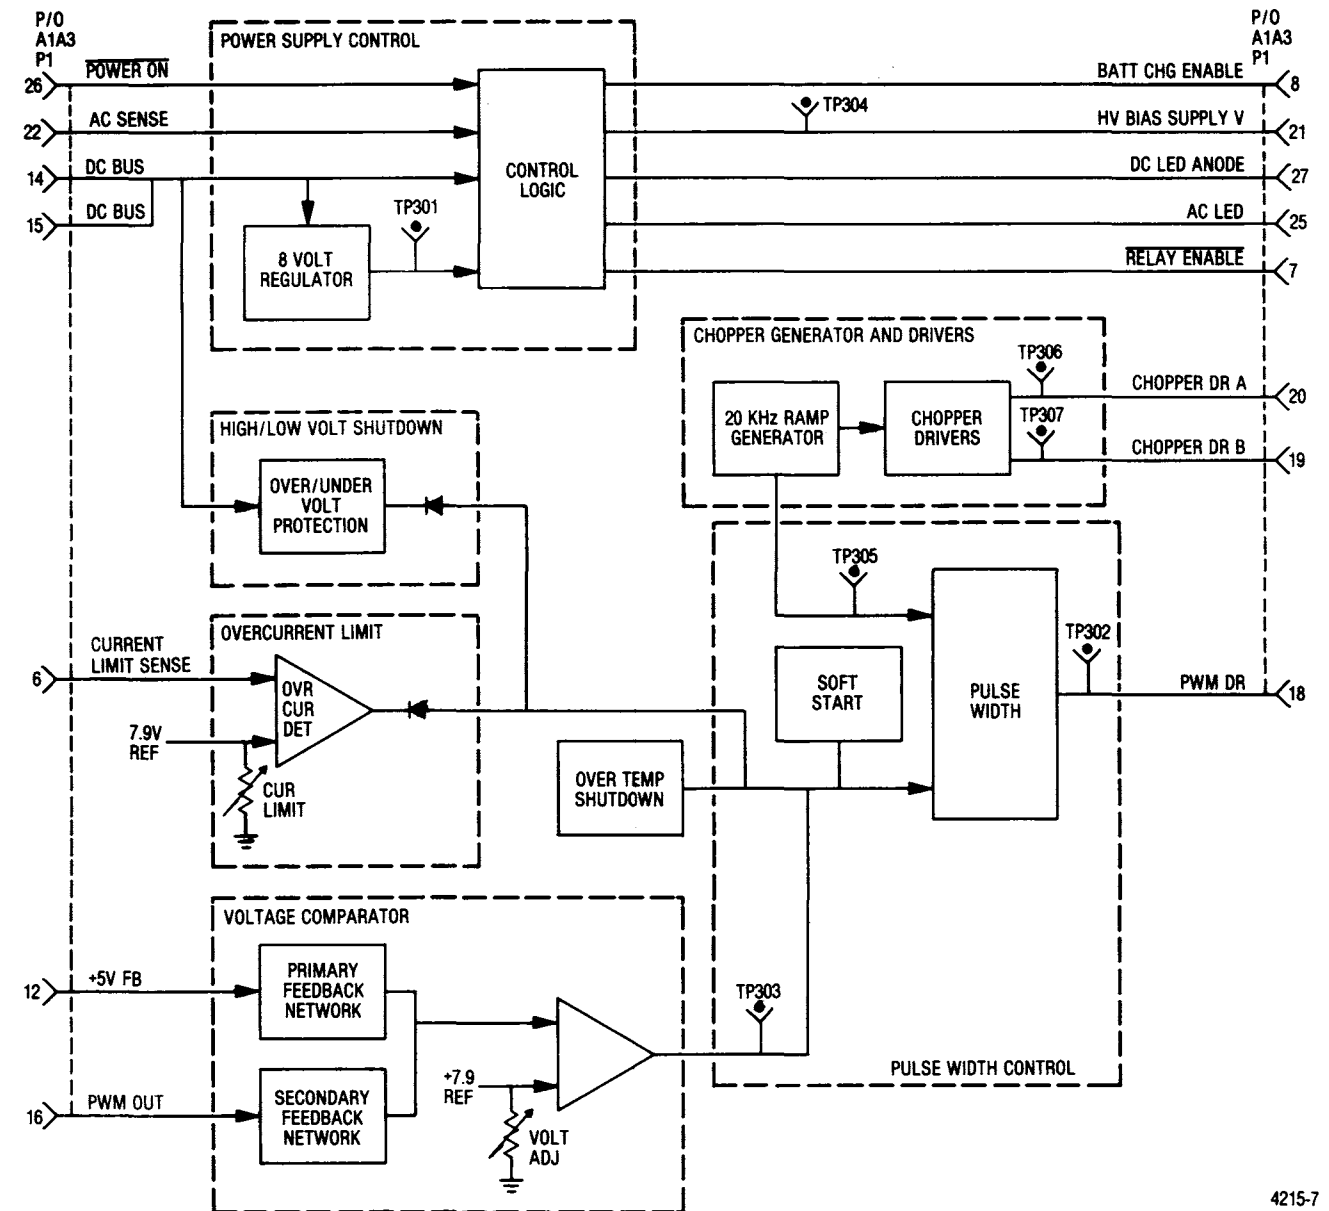 P/O
A1A3
P1
P/O
A1A3
P1
POWER SUPPLY CONTROL
26
POWER ON
BATT CHG ENABLE
8
TP304
22
AC SENSE
HV BIAS SUPPLY V
21
14
DC BUS
CONTROL
LOGIC
DC LED ANODE
27
15
DC BUS
TP301
AC LED
25
8 VOLT
REGULATOR
RELAY ENABLE
7
CHOPPER GENERATOR AND DRIVERS
TP306
20 KHz RAMP
GENERATOR
CHOPPER
DRIVERS
CHOPPER DR A
20
TP307
CHOPPER DR B
19
HIGH/LOW VOLT SHUTDOWN
OVER/UNDER
VOLT
PROTECTION
TP305
OVERCURRENT LIMIT
CURRENT
LIMIT SENSE
6
OVR
CUR
DET
7.9V
REF
CUR
LIMIT
SOFT
START
PULSE
WIDTH
TP302
PWM DR
18
OVER TEMP
SHUTDOWN
VOLTAGE COMPARATOR
12
+5V FB
PRIMARY
FEEDBACK
NETWORK
TP303
+7.9
REF
PULSE WIDTH CONTROL
16
PWM OUT
SECONDARY
FEEDBACK
NETWORK
VOLT
ADJ
4215-7